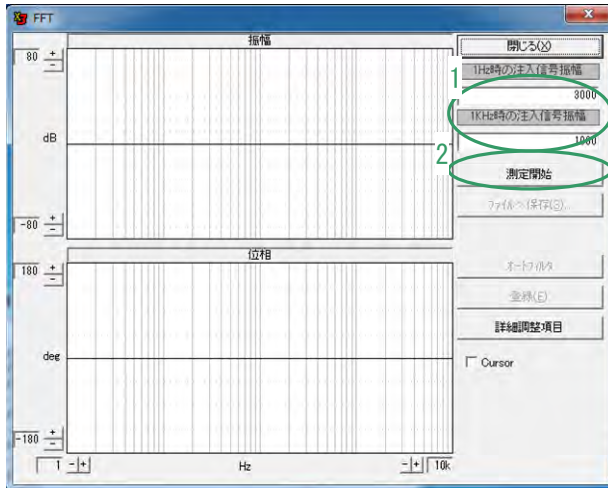 FFT
振幅
80
+
-
dB
-80
+
-
位相
180
+
-
deg
-180
+
-
1
-
+
Hz
-
+
10k
閉じる(X)
1
1Hz時の注入信号振幅
3000
1KHz時の注入信号振幅
1000
2
測定開始
ファイルへ保存(S)...
オートフィルタ
登録(E)
詳細調整項目
Cursor